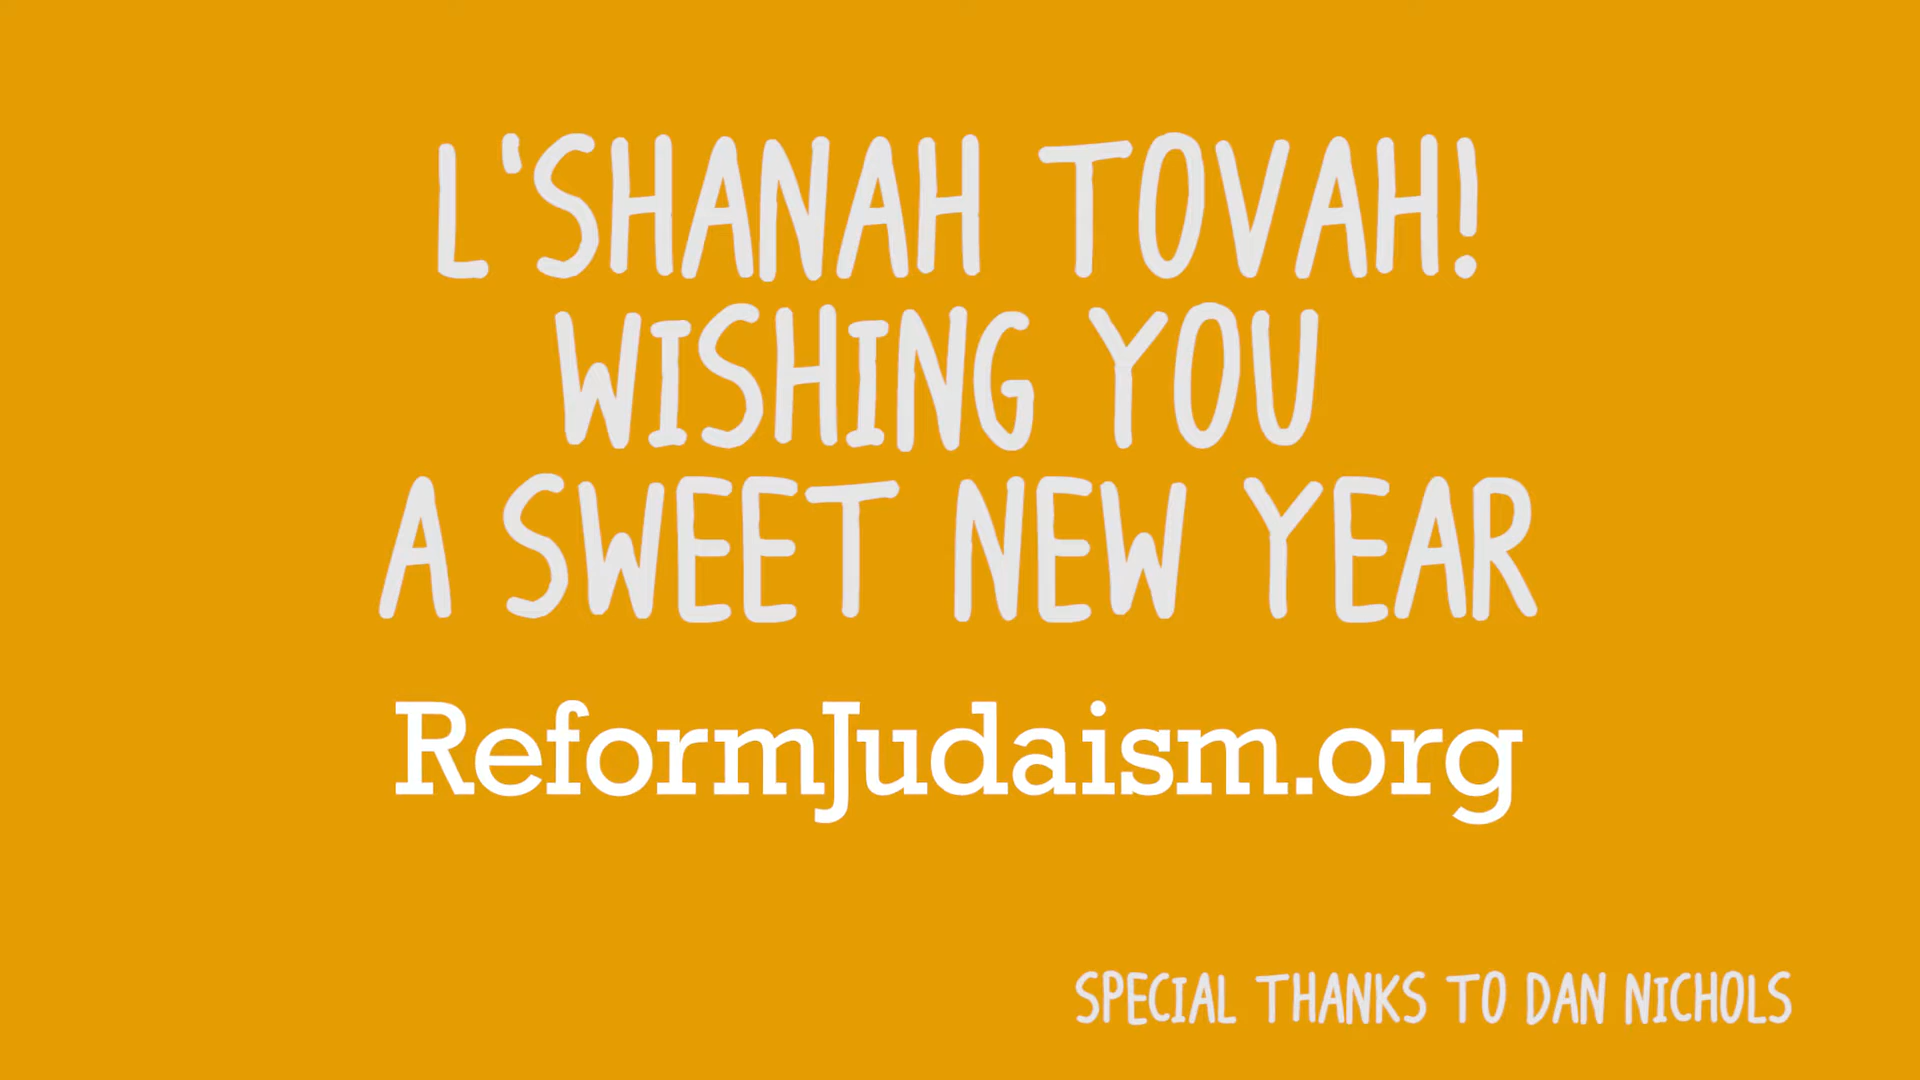 L'SHANAH TOVAH!
WISHING YOU
A SWEET NEW YEAR
ReformJudaism.org
SPECIAL THANKS TO DAN NICHOLS